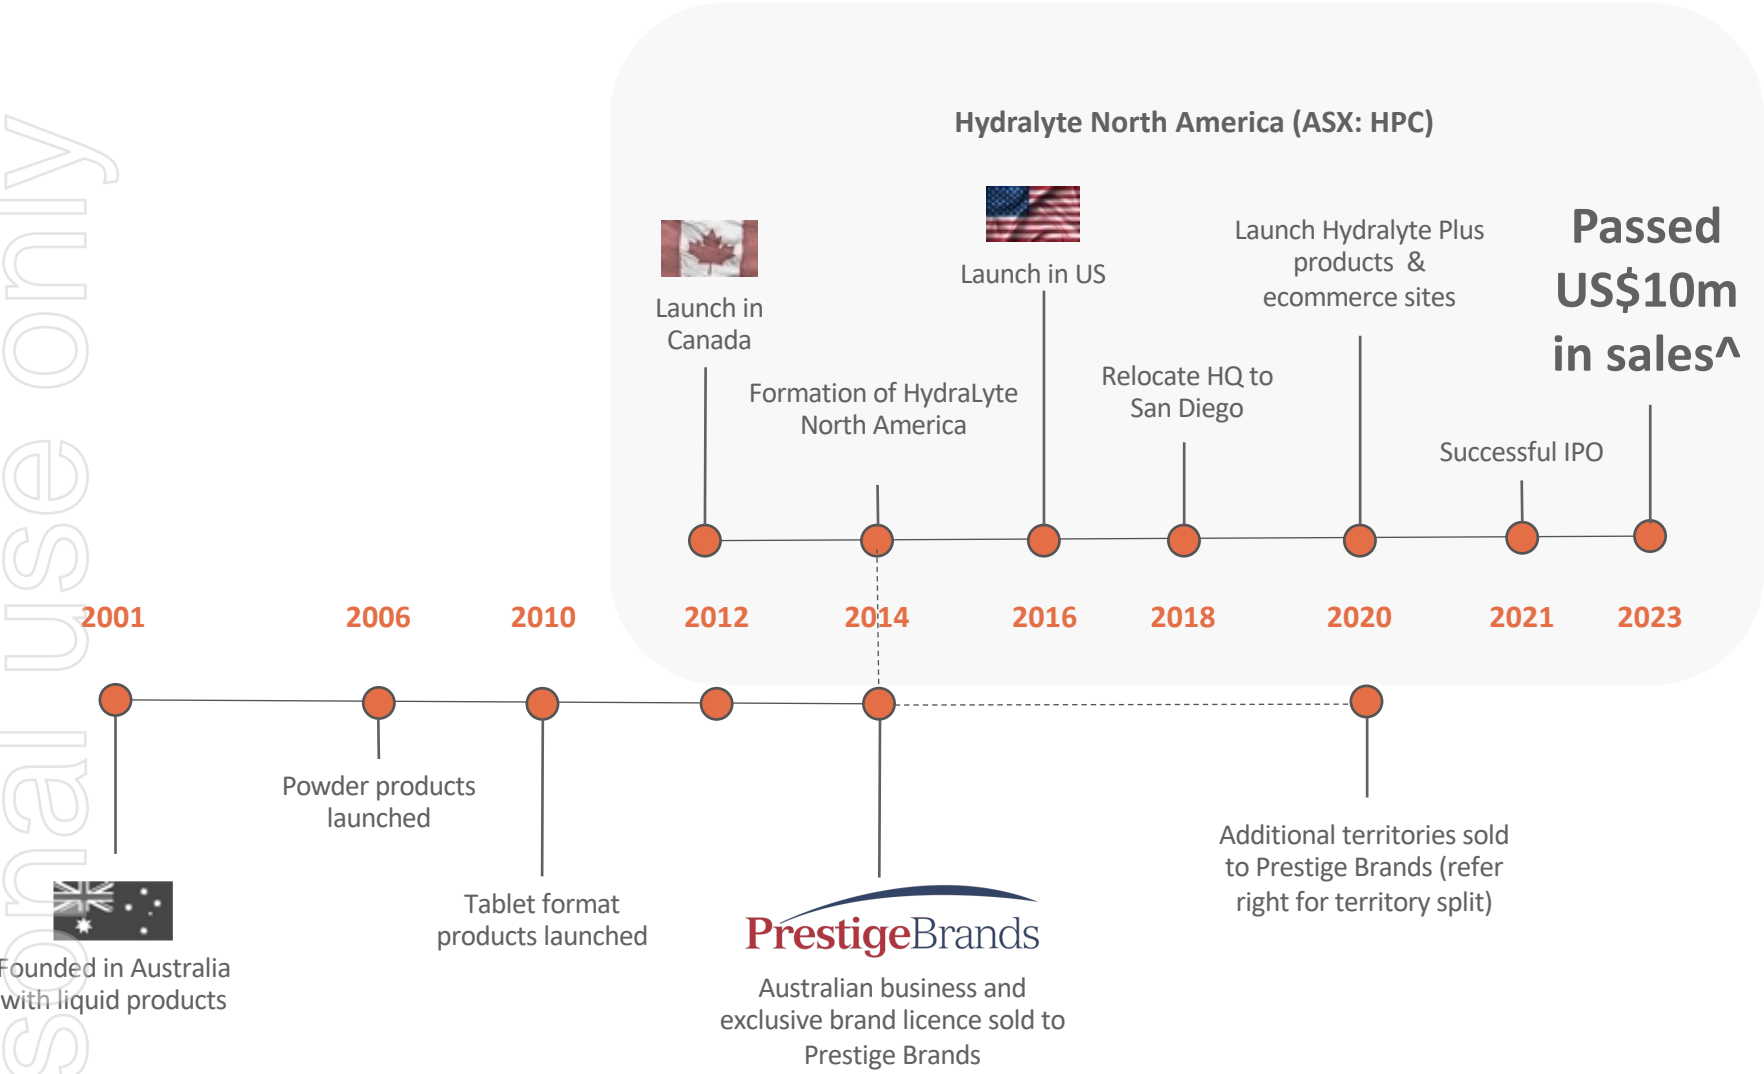 Hydralyte North America (ASX: HPC)
Launch in
Canada
Formation of HydraLyte
North America
Launch in US
Relocate HQ to
San Diego
Launch Hydralyte Plus
products &
ecommerce sites
Successful IPO
Passed
US$10m
in sales^
2001
2006
2010
2012
2014
2016
2018
2020
2021
2023
Founded in Australia
with liquid products
Powder products
launched
Tablet format
products launched
PrestigeBrands
Australian business and
exclusive brand licence sold to
Prestige Brands
Additional territories sold
to Prestige Brands (refer
right for territory split)
sonal use only